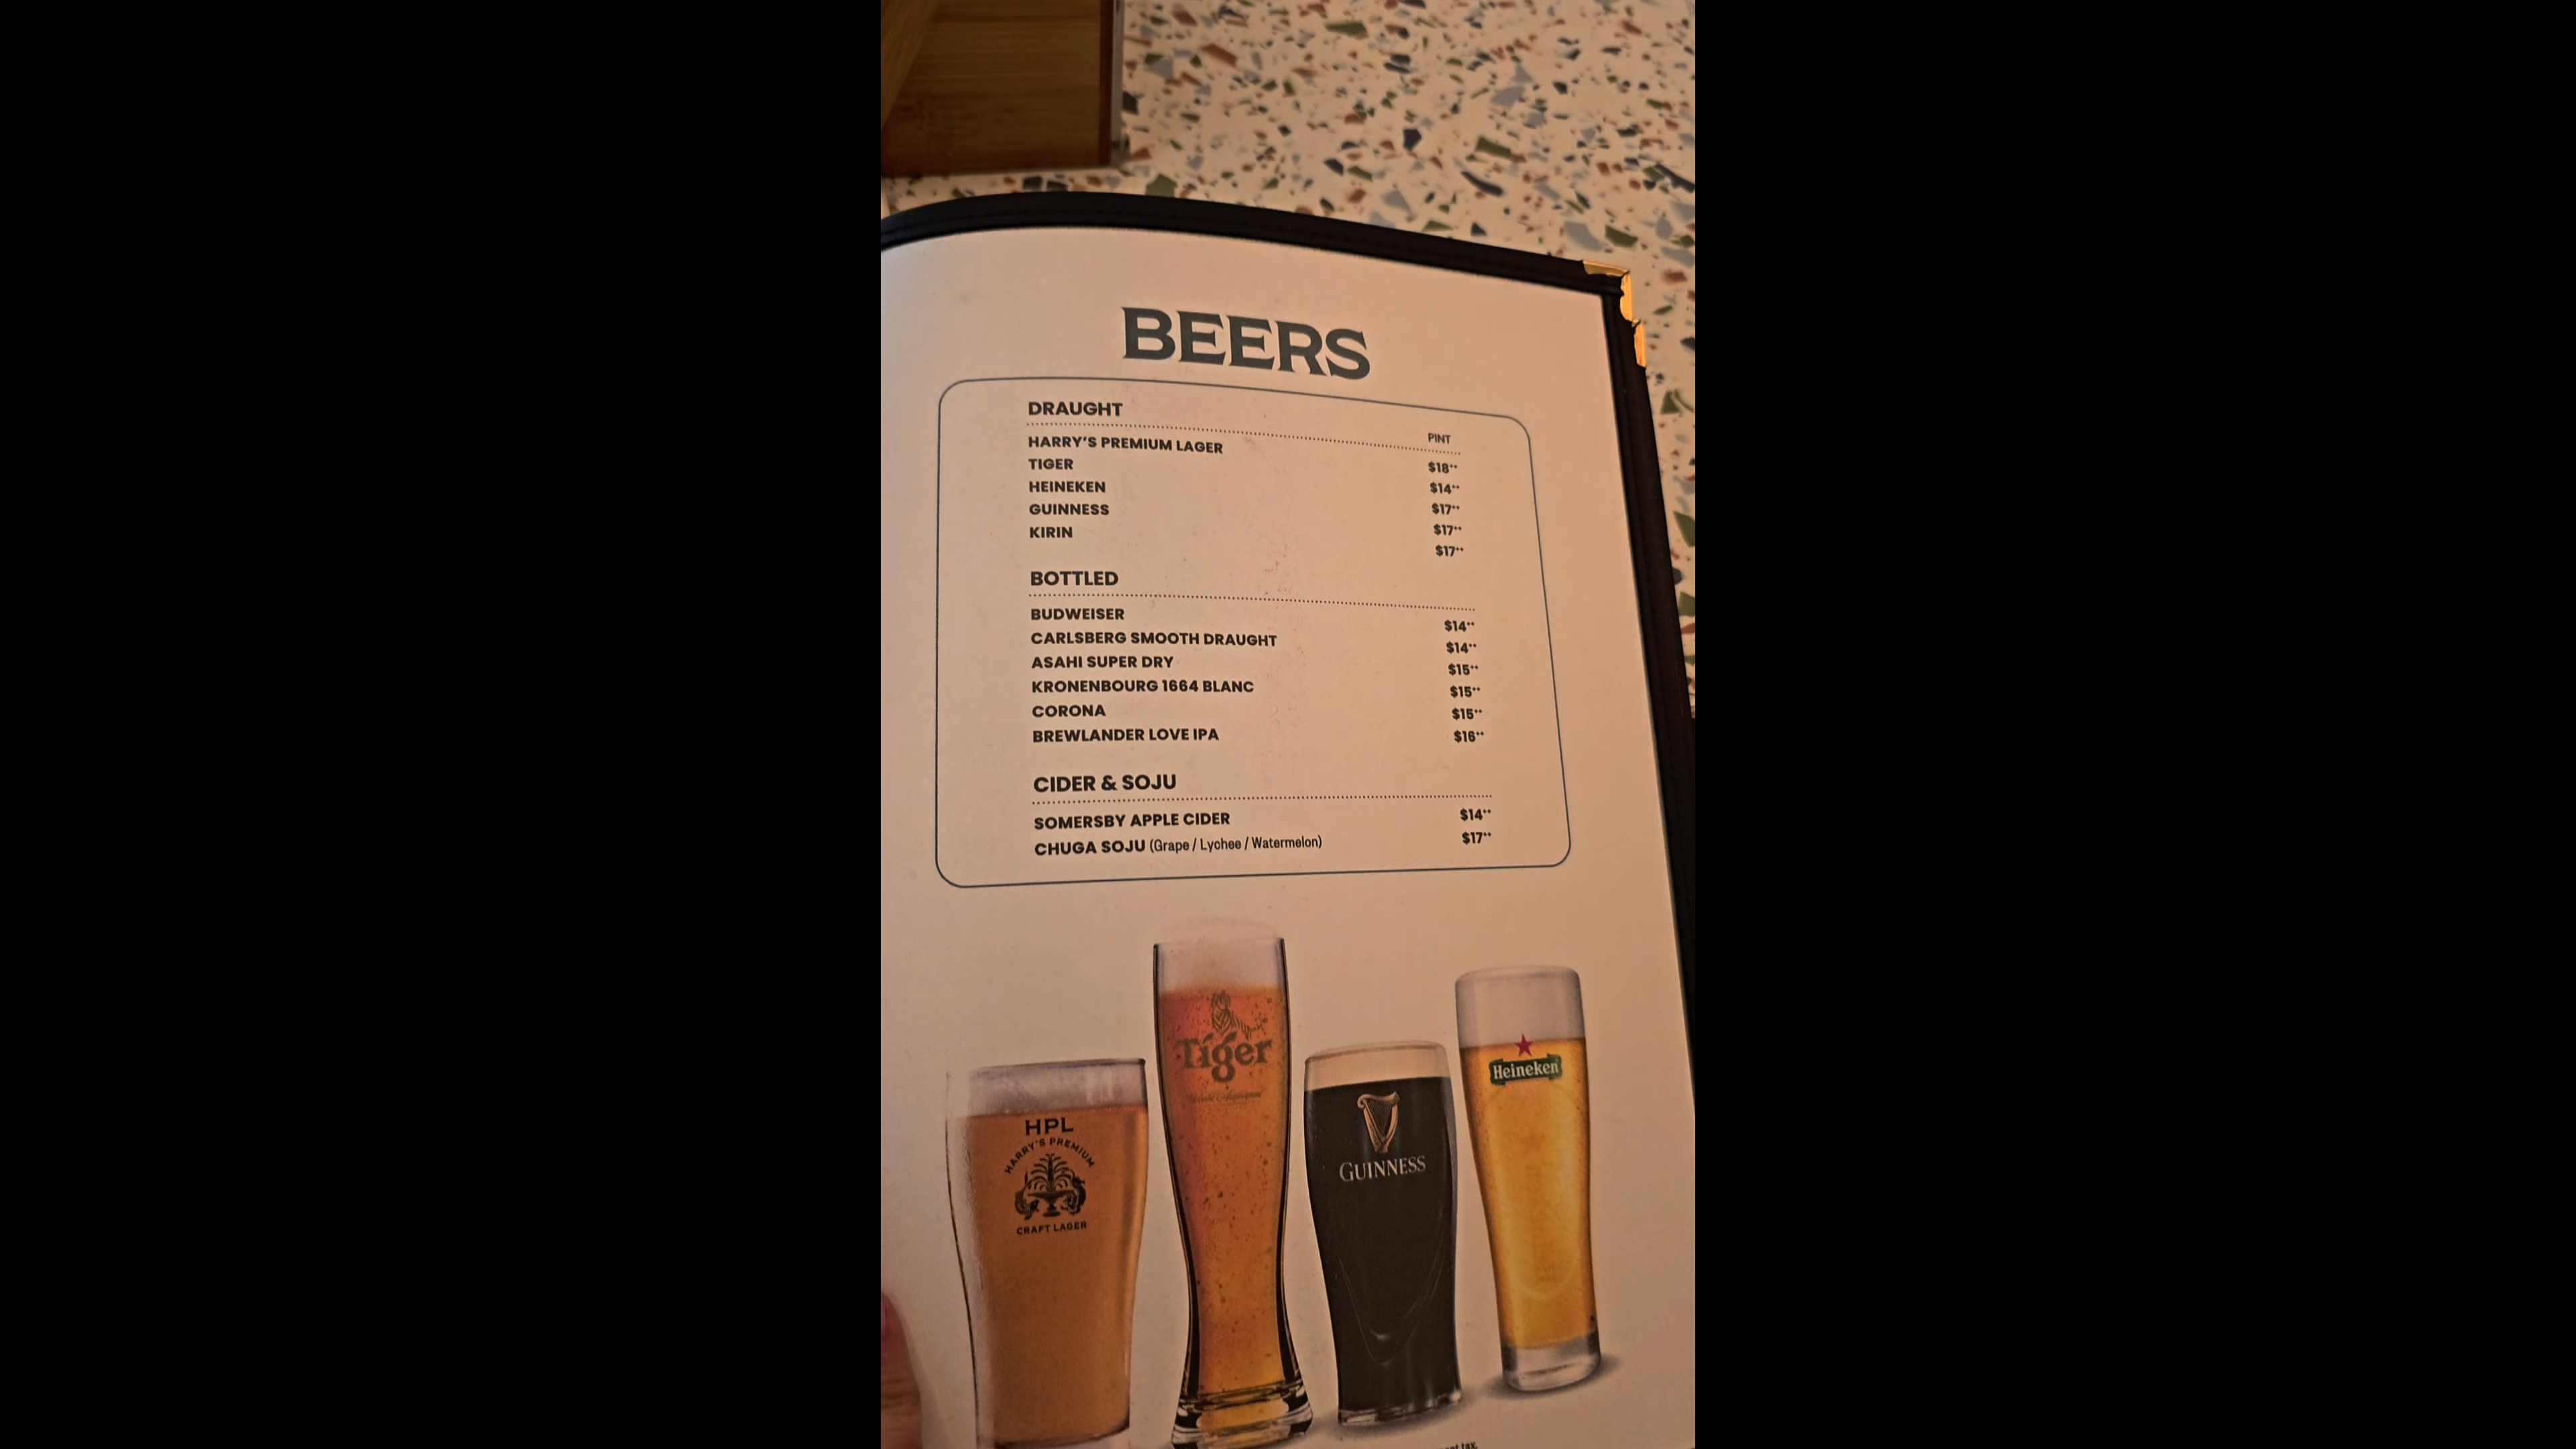 BEERS
DRAUGHT
PINT
HARRY'S PREMIUM LAGER $18++
TIGER $14++
HEINEKEN $17++
GUINNESS $17++
KIRIN $17++
BOTTLED
BUDWEISER $14++
CARLSBERG SMOOTH DRAUGHT $14++
ASAHI SUPER DRY $15++
KRONENBOURG 1664 BLANC $15++
CORONA $15++
BREWLANDER LOVE IPA $16++
CIDER & SOJU
SOMERSBY APPLE CIDER $14++
CHUGA SOJU (Grape / Lychee / Watermelon) $17++
HPL
HARRY'S PREMIUM
CRAFT LAGER
Tiger
GUINNESS
Heineken
tax.